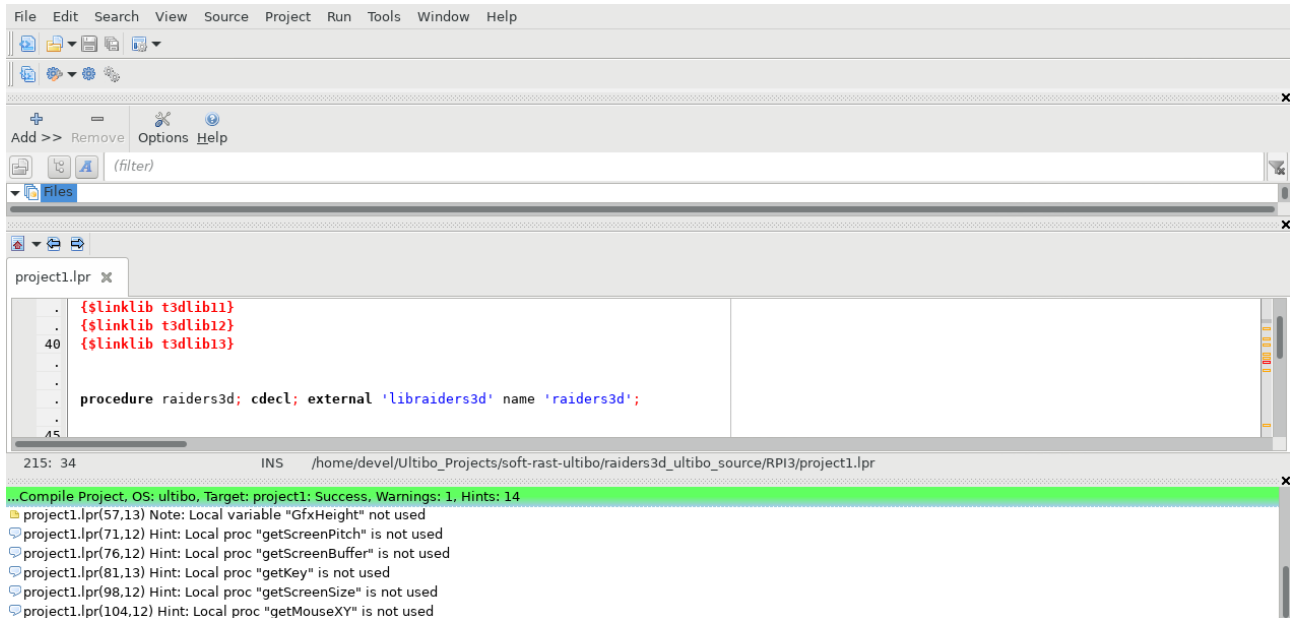 File Edit Search View Source Project Run Tools Window Help
Add >> Remove Options Help
(filter)
Files
project1.lpr
. {$linklib t3dlib11}
. {$linklib t3dlib12}
40 {$linklib t3dlib13}
.
.
. procedure raiders3d; cdecl; external 'libraiders3d' name 'raiders3d';
.
45
215: 34 INS /home/devel/Ultibo_Projects/soft-rast-ultibo/raiders3d_ultibo_source/RPI3/project1.lpr
...Compile Project, OS: ultibo, Target: project1: Success, Warnings: 1, Hints: 14
project1.lpr(57,13) Note: Local variable "GfxHeight" not used
project1.lpr(71,12) Hint: Local proc "getScreenPitch" is not used
project1.lpr(76,12) Hint: Local proc "getScreenBuffer" is not used
project1.lpr(81,13) Hint: Local proc "getKey" is not used
project1.lpr(98,12) Hint: Local proc "getScreenSize" is not used
project1.lpr(104,12) Hint: Local proc "getMouseXY" is not used